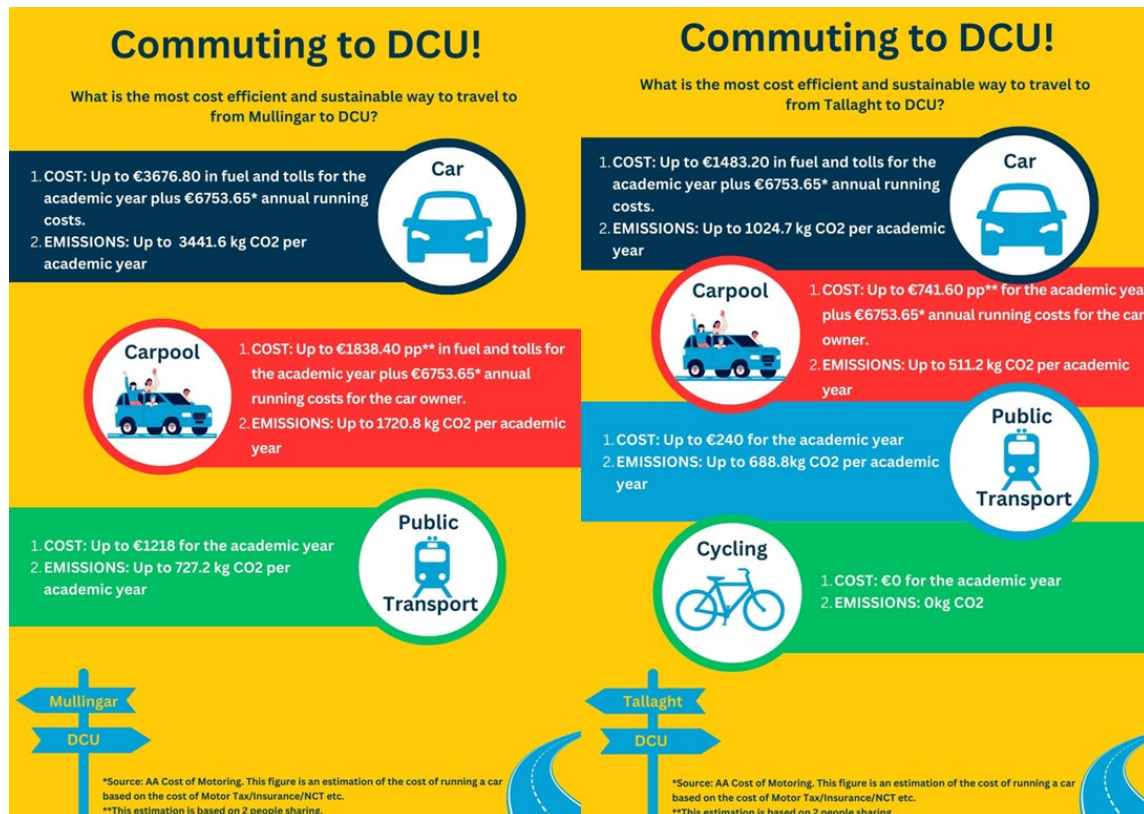 Commuting to DCU!
What is the most cost efficient and sustainable way to travel to
from Mullingar to DCU?
1. COST: Up to €3676.80 in fuel and tolls for the
academic year plus €6753.65* annual running
costs.
2. EMISSIONS: Up to 3441.6 kg CO2 per
academic year
Car
Carpool
1. COST: Up to €1838.40 pp** in fuel and tolls for
the academic year plus €6753.65* annual
running costs for the car owner.
2. EMISSIONS: Up to 1720.8 kg CO2 per academic
year
1. COST: Up to €1218 for the academic year
2. EMISSIONS: Up to 727.2 kg CO2 per
academic year
Public
Transport
Mullingar
DCU
*Source: AA Cost of Motoring. This figure is an estimation of the cost of running a car
based on the cost of Motor Tax/Insurance/NCT etc.
**This estimation is based on 2 people sharing.
Commuting to DCU!
What is the most cost efficient and sustainable way to travel to
from Tallaght to DCU?
1. COST: Up to €1483.20 in fuel and tolls for the
academic year plus €6753.65* annual running
costs.
2. EMISSIONS: Up to 1024.7 kg CO2 per academic
year
Car
Carpool
1. COST: Up to €741.60 pp** for the academic yea
plus €6753.65* annual running costs for the car
owner.
2. EMISSIONS: Up to 511.2 kg CO2 per academic
year
1. COST: Up to €240 for the academic year
2. EMISSIONS: Up to 688.8kg CO2 per academic
year
Public
Transport
Cycling
1. COST: €0 for the academic year
2. EMISSIONS: 0kg CO2
Tallaght
DCU
*Source: AA Cost of Motoring. This figure is an estimation of the cost of running a car
based on the cost of Motor Tax/Insurance/NCT etc.
**This estimation is based on 2 people sharing.